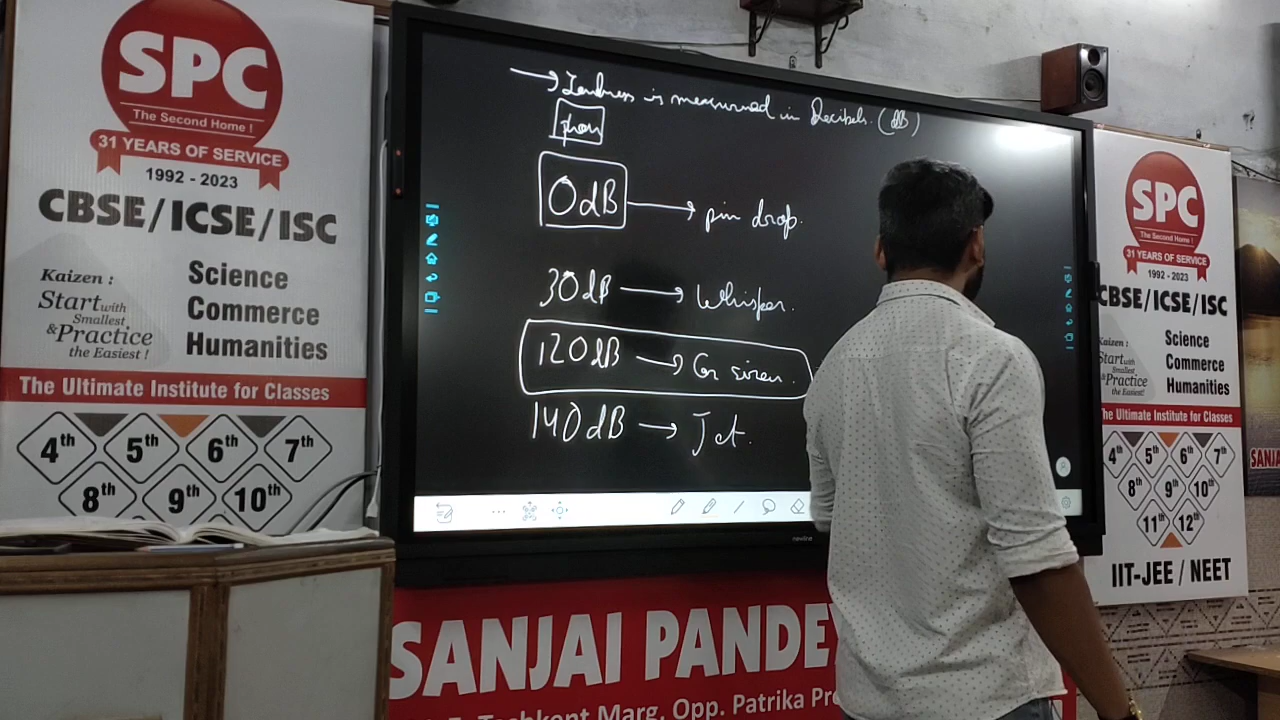 SPC
The Second Home !
31 YEARS OF SERVICE
1992 - 2023
CBSE/ICSE/ISC
Kaizen :
Start with
Smallest
& Practice
the Easiest !
Science
Commerce
Humanities
The Ultimate Institute for Classes
4th 5th 6th 7th
8th 9th 10th
→ Loudness is measured in Decibels. (dB)
phon
0dB → pin drop.
30dB → Whisper.
120dB → siren.
140dB → Jet.
newline
SANJAI PANDEY
Tashkent Marg, Opp. Patrika
SPC
The Second Home !
31 YEARS OF SERVICE
1992 - 2023
CBSE/ICSE/ISC
Kaizen :
Start with
Smallest
& Practice
the Easiest !
Science
Commerce
Humanities
The Ultimate Institute for Classes
4th 5th 6th 7th
8th 9th 10th
11th 12th
IIT-JEE / NEET
SANJA